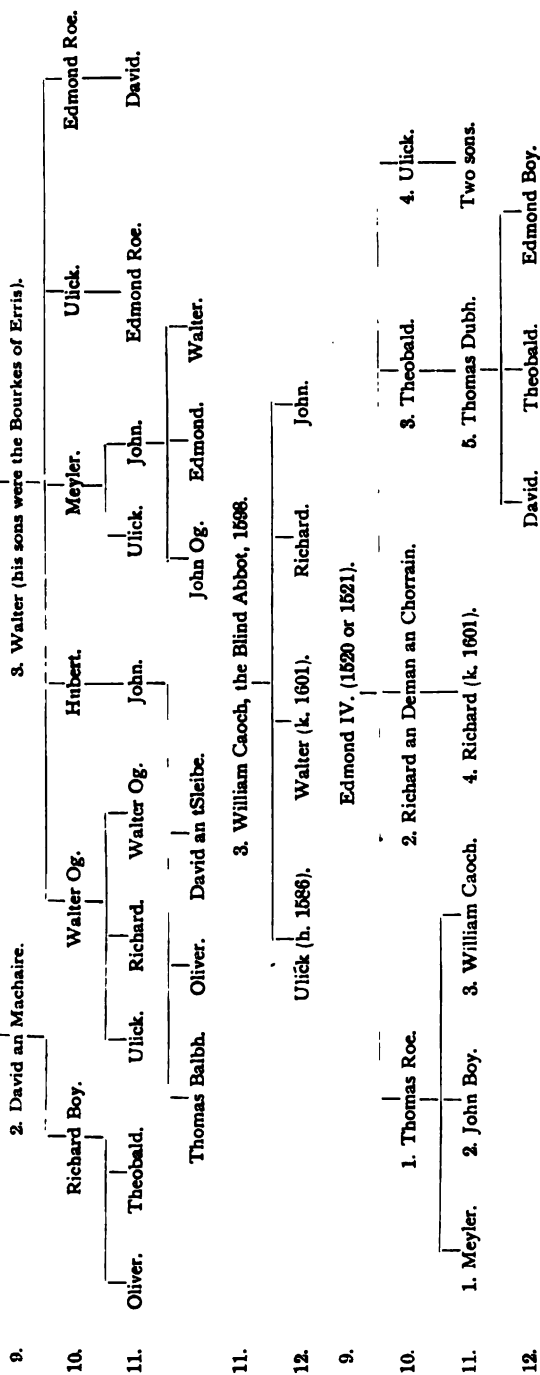 9. 2. David an Machaire. 3. Walter (his sons were the Bourkes of Erris).
10. Richard Boy. Walter Og. Hubert. Meyler. Ulick. Edmond Roe.
11. Oliver. Theobald. Ulick. Richard. Walter Og. John. Ulick. John. Edmond Roe. David.
Thomas Balbh. Oliver. David an tSleibe. John Og. Edmond. Walter.
11. 3. William Caoch, the Blind Abbot, 1598.
12. Ulick (h. 1586). Walter (k. 1601). Richard. John.
9. Edmond IV. (1520 or 1521).
10. 1. Thomas Roe. 2. Richard an Deman an Chorrain. 3. Theobald. 4. Ulick.
11. 1. Meyler. 2. John Boy. 3. William Caoch. 4. Richard (k. 1601). 5. Thomas Dubh. Two sons.
12. David. Theobald. Edmond Boy.